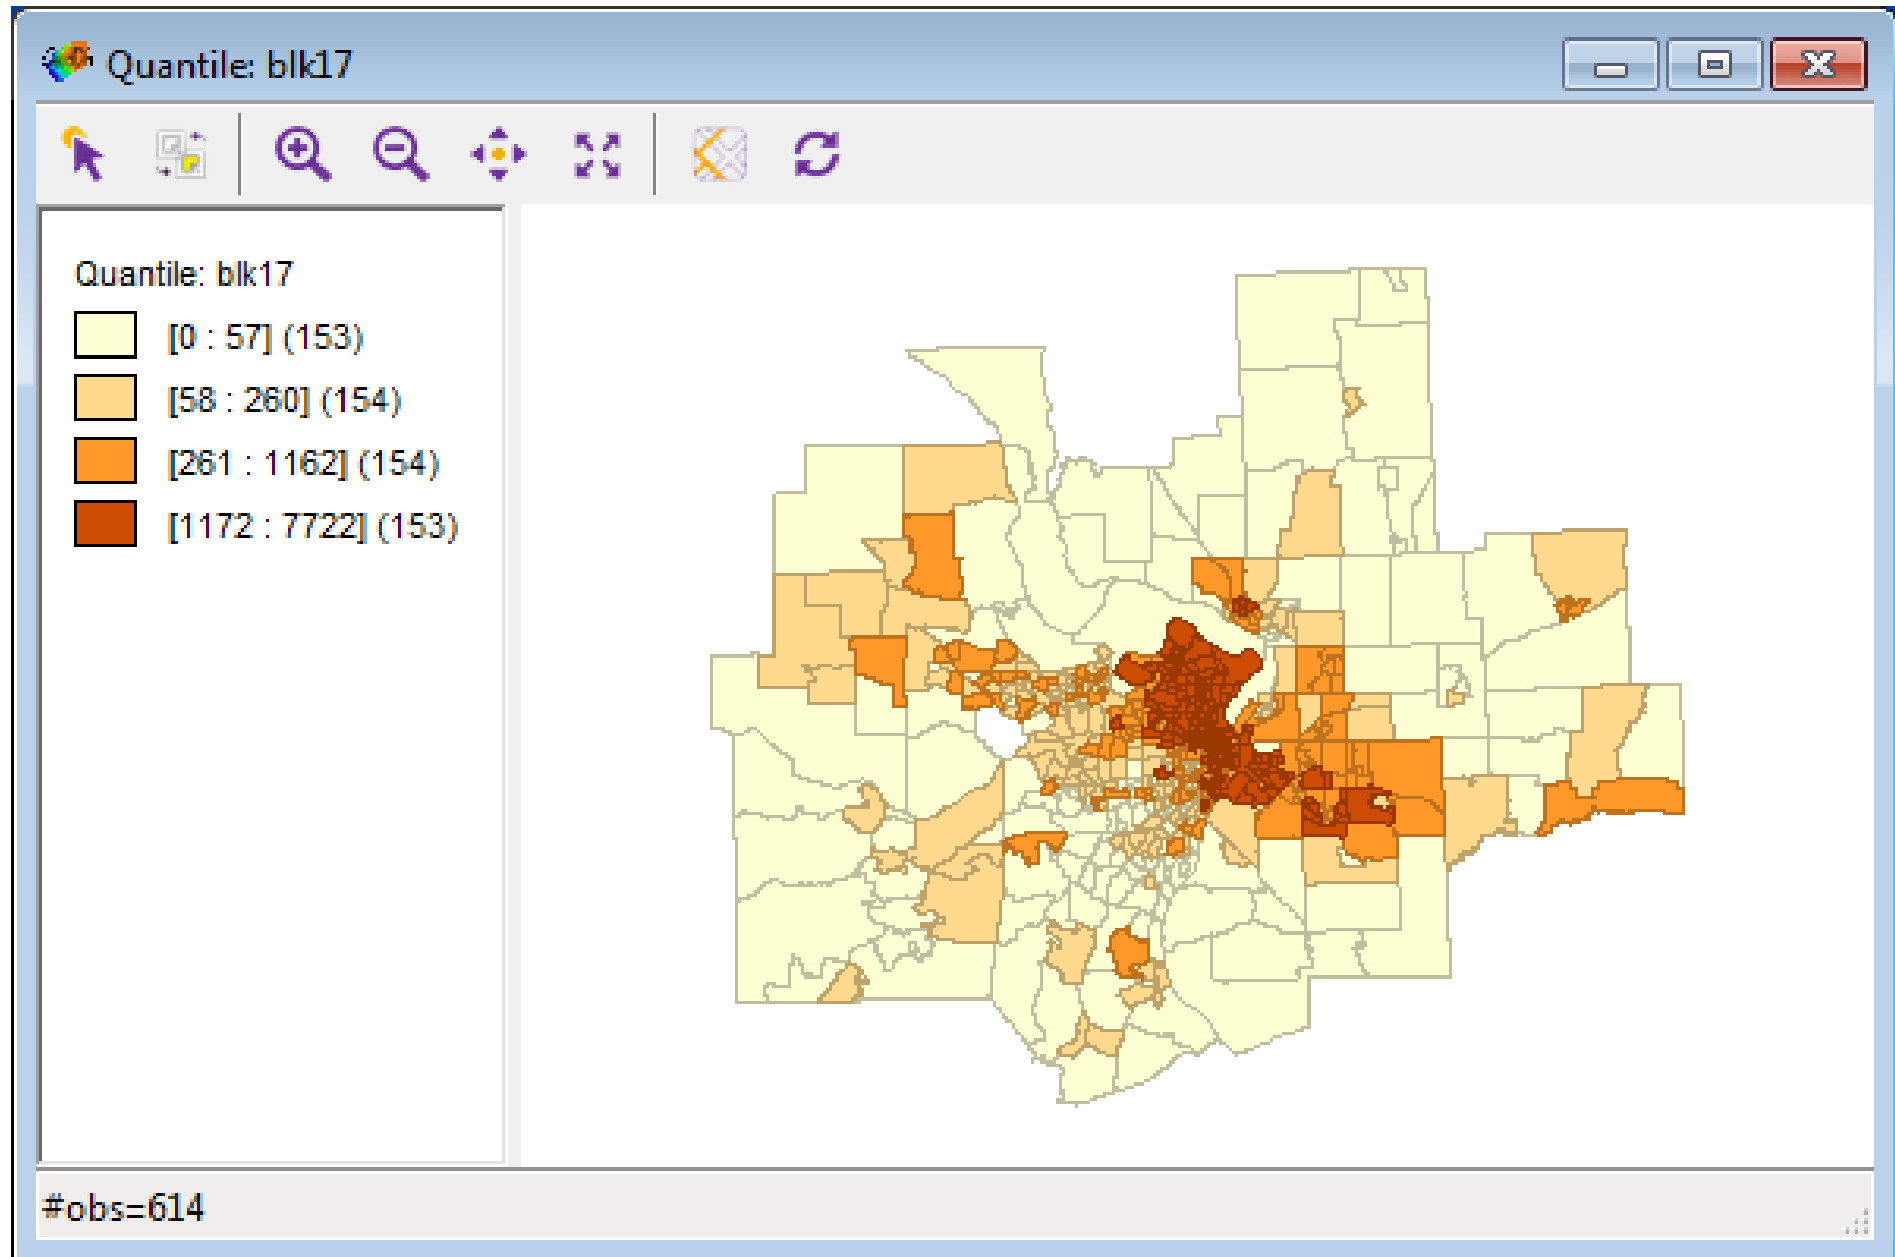 Quantile: blk17
Quantile: blk17
[0 : 57] (153)
[58 : 260] (154)
[261 : 1162] (154)
[1172 : 7722] (153)
#obs=614